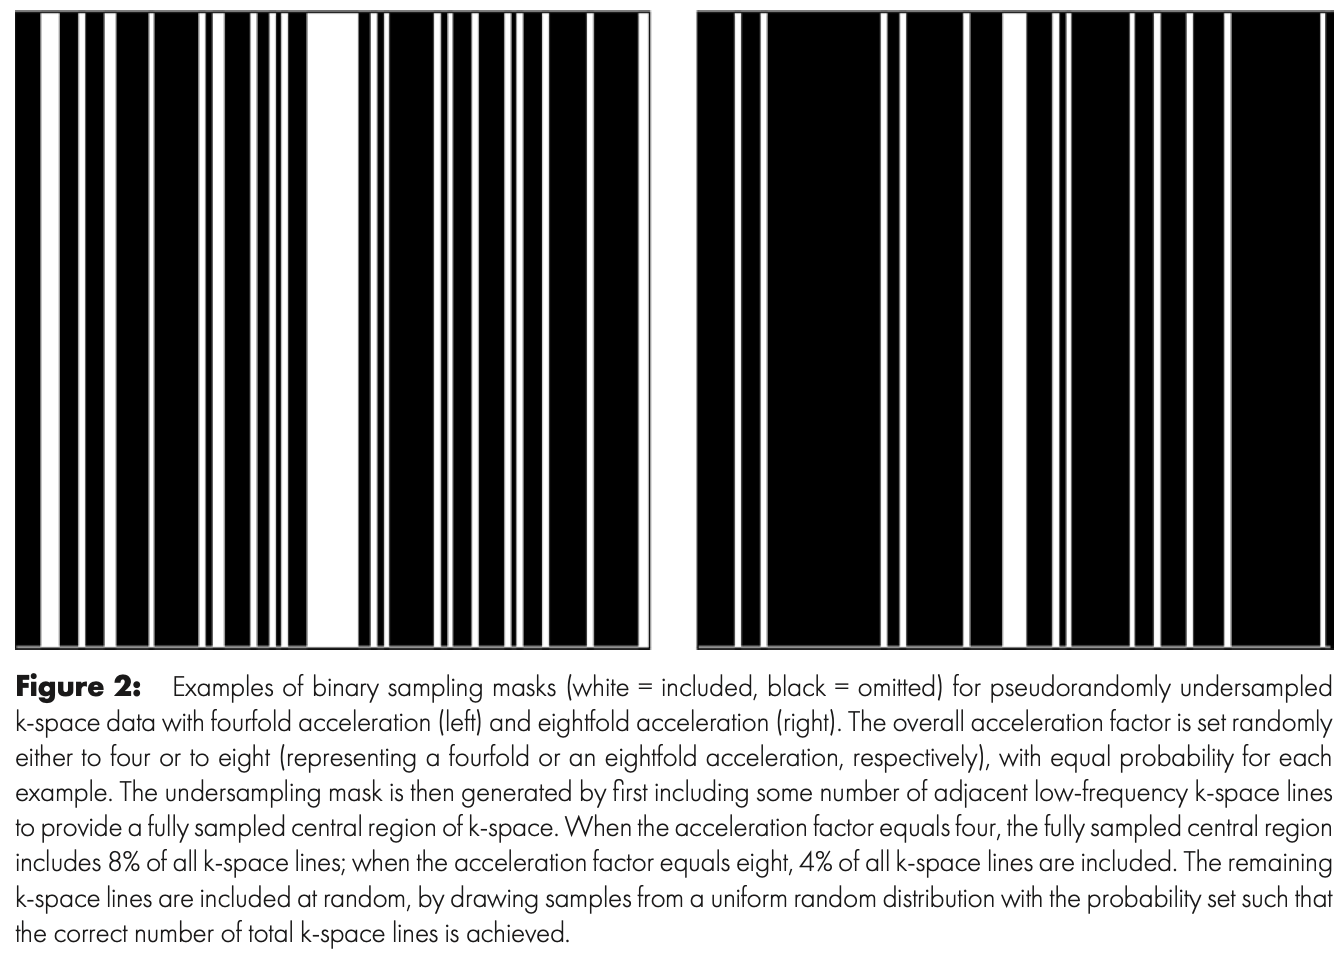 Figure 2: Examples of binary sampling masks (white = included, black = omitted) for pseudorandomly undersampled
k-space data with fourfold acceleration (left) and eightfold acceleration (right). The overall acceleration factor is set randomly
either to four or to eight (representing a fourfold or an eightfold acceleration, respectively), with equal probability for each
example. The undersampling mask is then generated by first including some number of adjacent low-frequency k-space lines
to provide a fully sampled central region of k-space. When the acceleration factor equals four, the fully sampled central region
includes 8% of all k-space lines; when the acceleration factor equals eight, 4% of all k-space lines are included. The remaining
k-space lines are included at random, by drawing samples from a uniform random distribution with the probability set such that
the correct number of total k-space lines is achieved.